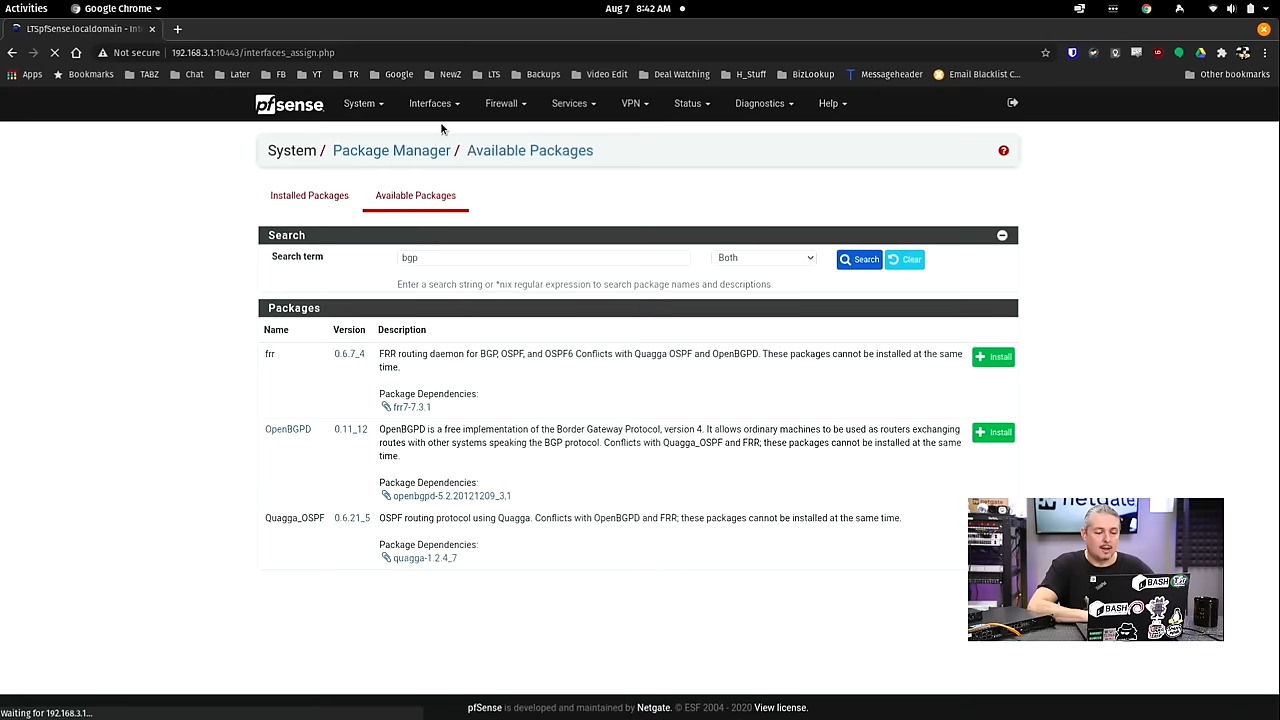 Activities
Google Chrome
Aug 7 8:42 AM
LTSpfSense.localdomain - Int
Not secure
192.168.3.1:10443/interfaces_assign.php
Apps
Bookmarks
TABZ
Chat
Later
FB
YT
TR
Google
NewZ
LTS
Backups
Video Edit
Deal Watching
H_Stuff
BizLookup
Messageheader
Email Blacklist C...
Other bookmarks
pfsense
System
Interfaces
Firewall
Services
VPN
Status
Diagnostics
Help
System / Package Manager / Available Packages
Installed Packages
Available Packages
Search
Search term
bgp
Both
Search
Clear
Enter a search string or *nix regular expression to search package names and descriptions.
Packages
Name Version Description
frr 0.6.7_4 FRR routing daemon for BGP, OSPF, and OSPF6 Conflicts with Quagga OSPF and OpenBGPD. These packages cannot be installed at the same
time.
Install
Package Dependencies:
frr7-7.3.1
OpenBGPD 0.11_12 OpenBGPD is a free implementation of the Border Gateway Protocol, version 4. It allows ordinary machines to be used as routers exchanging
routes with other systems speaking the BGP protocol. Conflicts with Quagga_OSPF and FRR; these packages cannot be installed at the same
time.
Install
Package Dependencies:
openbgpd-5.2.20121209_3,1
Quagga_OSPF 0.6.21_5 OSPF routing protocol using Quagga. Conflicts with OpenBGPD and FRR; these packages cannot be installed at the same time.
Package Dependencies:
quagga-1.2.4_7
netgate
BASH
BASH
pfSense is developed and maintained by Netgate. © ESF 2004 - 2020 View license.
Waiting for 192.168.3.1...